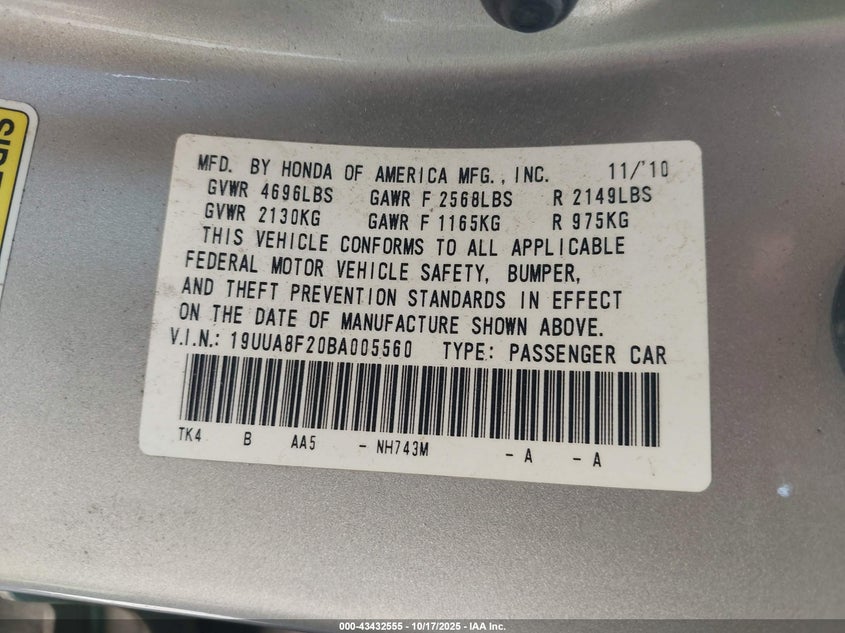 MFD. BY HONDA OF AMERICA MFG., INC. 11/'10
GVWR 4696LBS GAWR F 2568LBS R 2149LBS
GVWR 2130KG GAWR F 1165KG R 975KG
THIS VEHICLE CONFORMS TO ALL APPLICABLE
FEDERAL MOTOR VEHICLE SAFETY, BUMPER,
AND THEFT PREVENTION STANDARDS IN EFFECT
ON THE DATE OF MANUFACTURE SHOWN ABOVE.
V.I.N.: 19UUA8F20BA005560 TYPE: PASSENGER CAR
TK4 B AA5 - NH743M - A - A
000-43432555 - 10/17/2025 - IAA Inc.